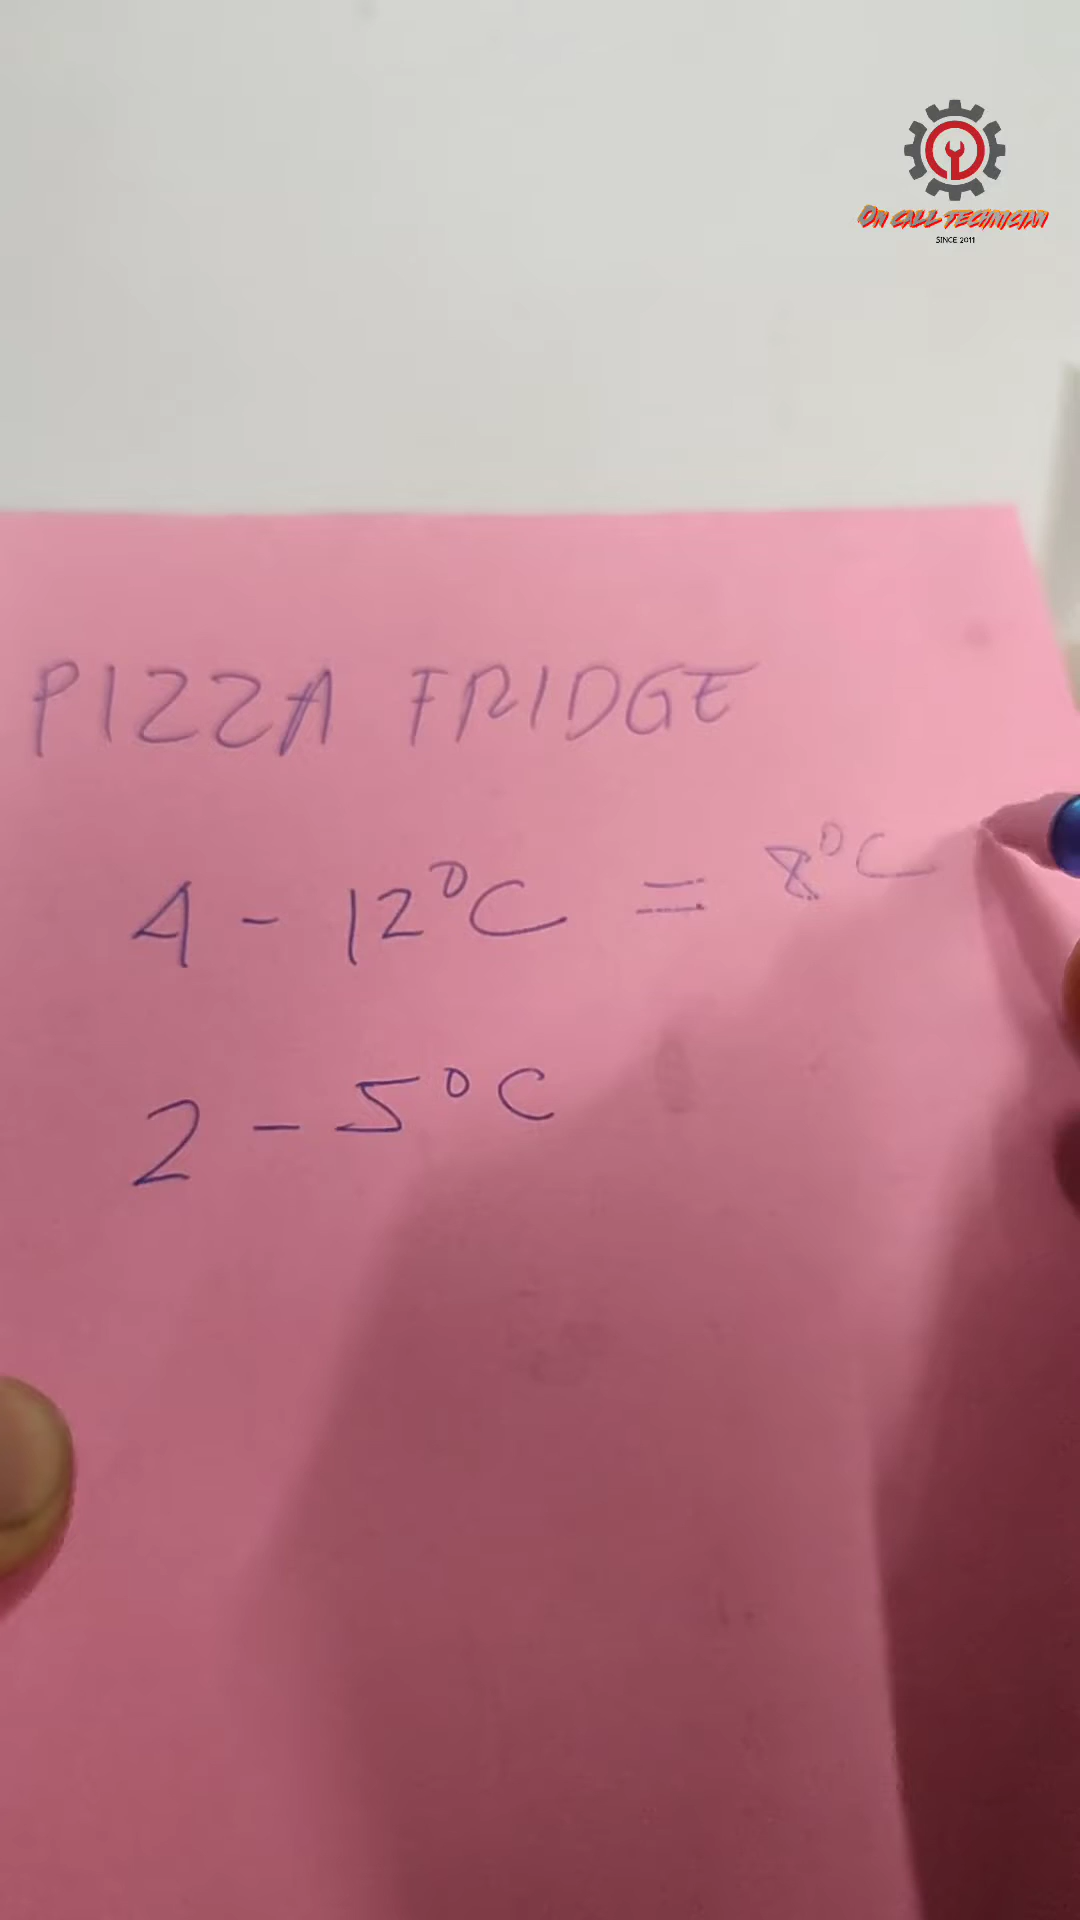 On call technician
SINCE 2011
PIZZA FRIDGE
4 - 12°C = 8°C
2 - 5°C